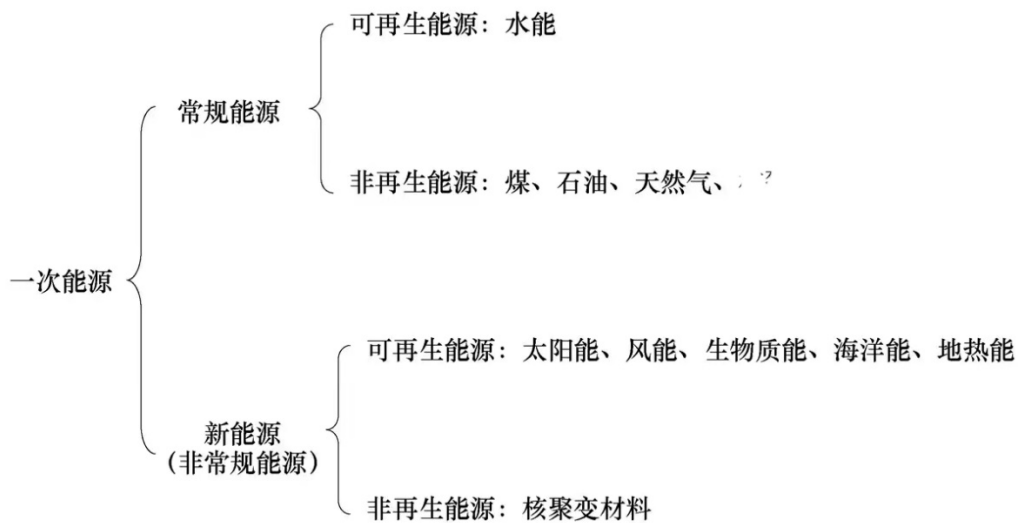 可再生能源：水能
常规能源
非再生能源：煤、石油、天然气、
一次能源
可再生能源：太阳能、风能、生物质能、海洋能、地热能
新能源
（非常规能源）
非再生能源：核聚变材料